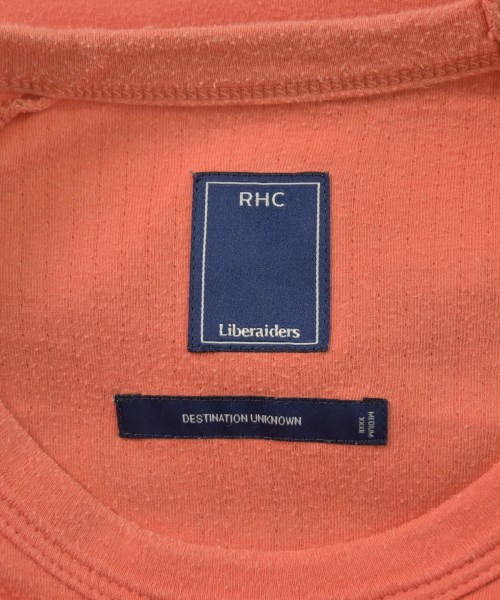 RHC
Liberaiders
DESTINATION UNKNOWN
MEDIUM